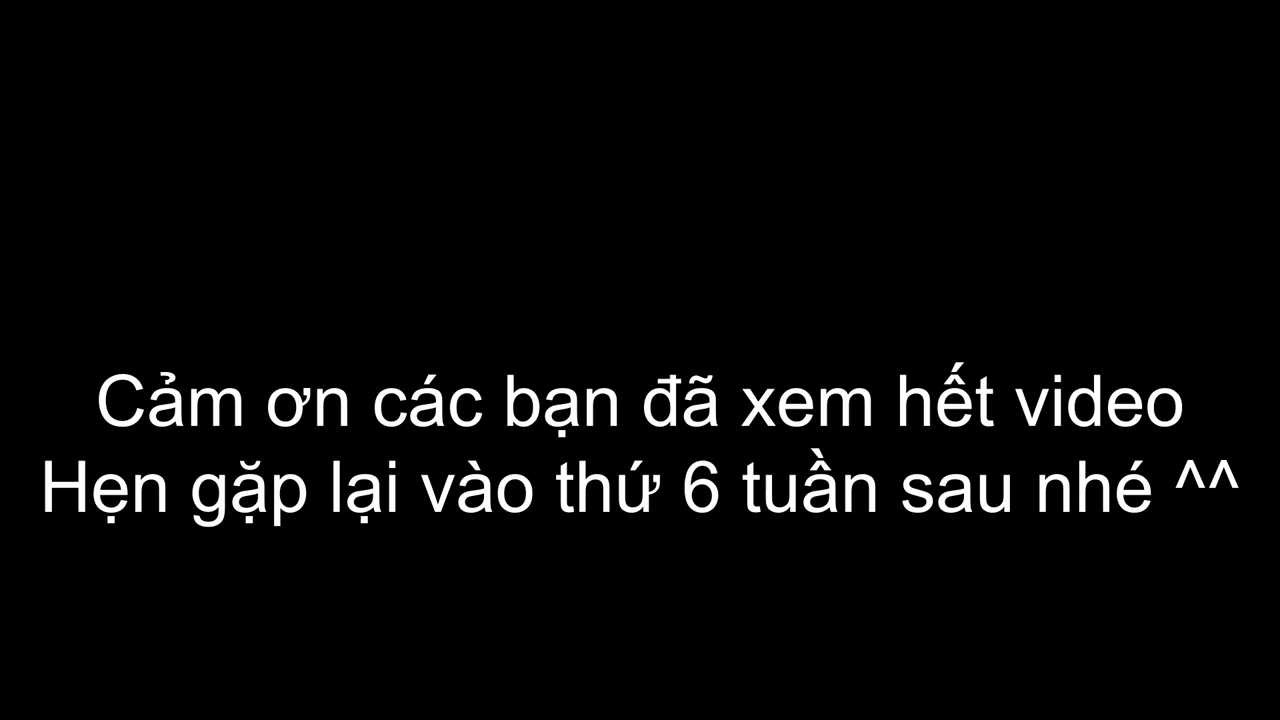 Cảm ơn các bạn đã xem hết video
Hẹn gặp lại vào thứ 6 tuần sau nhé ^^